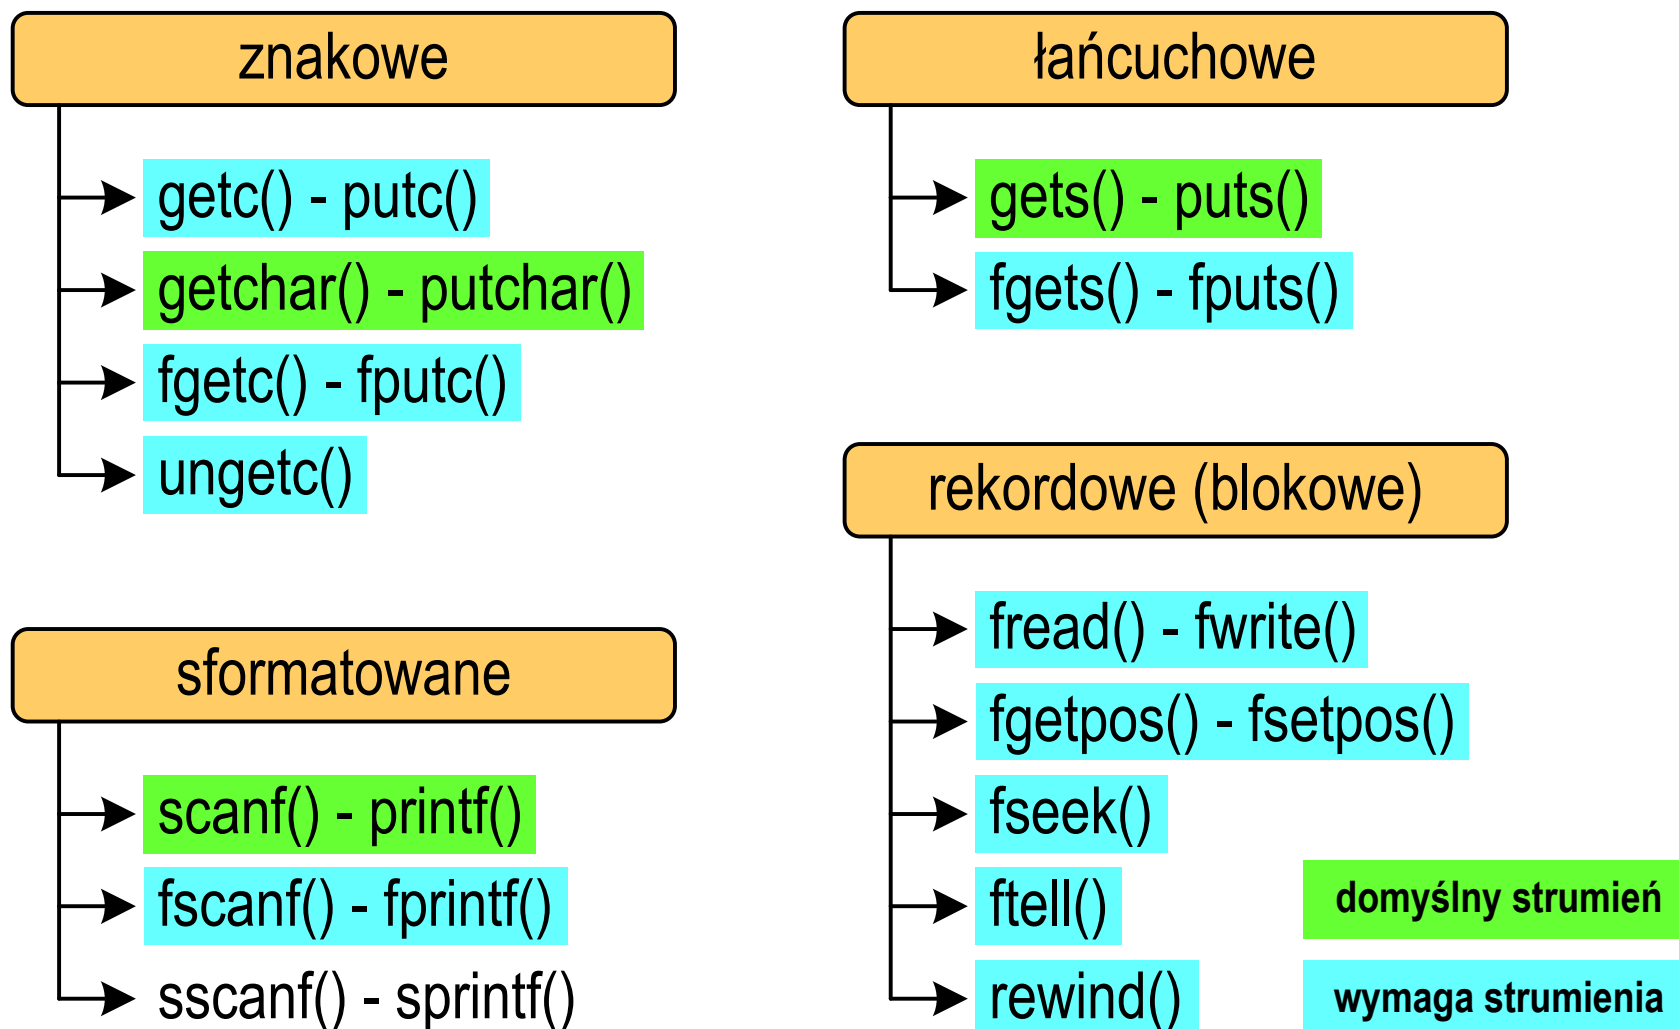 znakowe
getc() - putc()
getchar() - putchar()
fgetc() - fputc()
ungetc()
sformatowane
scanf() - printf()
fscanf() - fprintf()
sscanf() - sprintf()
łańcuchowe
gets() - puts()
fgets() - fputs()
rekordowe (blokowe)
fread() - fwrite()
fgetpos() - fsetpos()
fseek()
ftell()
rewind()
domyślny strumień
wymaga strumienia